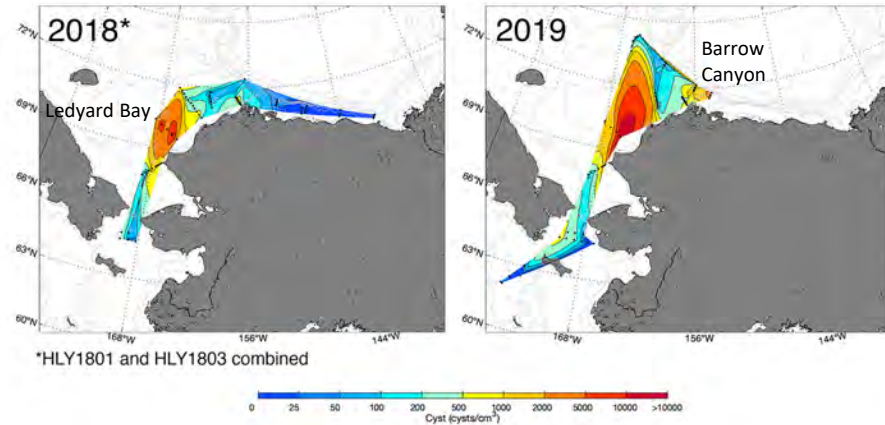 2018*
Ledyard Bay
72°N
69°N
66°N
63°N
60°N
168°W
156°W
144°W
*HLY1801 and HLY1803 combined
2019
Barrow
Canyon
72°N
69°N
66°N
63°N
60°N
168°W
156°W
144°W
0 25 50 100 200 500 1000 2000 5000 10000 >10000
Cyst (cysts/cm³)